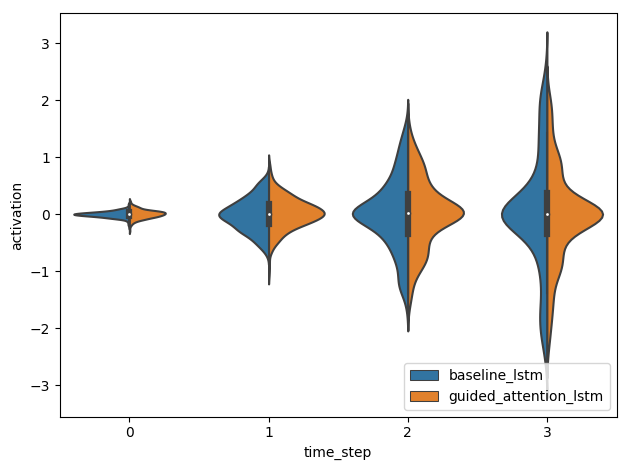 activation
3
2
1
0
−1
−2
−3
0
1
2
3
time_step
baseline_lstm
guided_attention_lstm